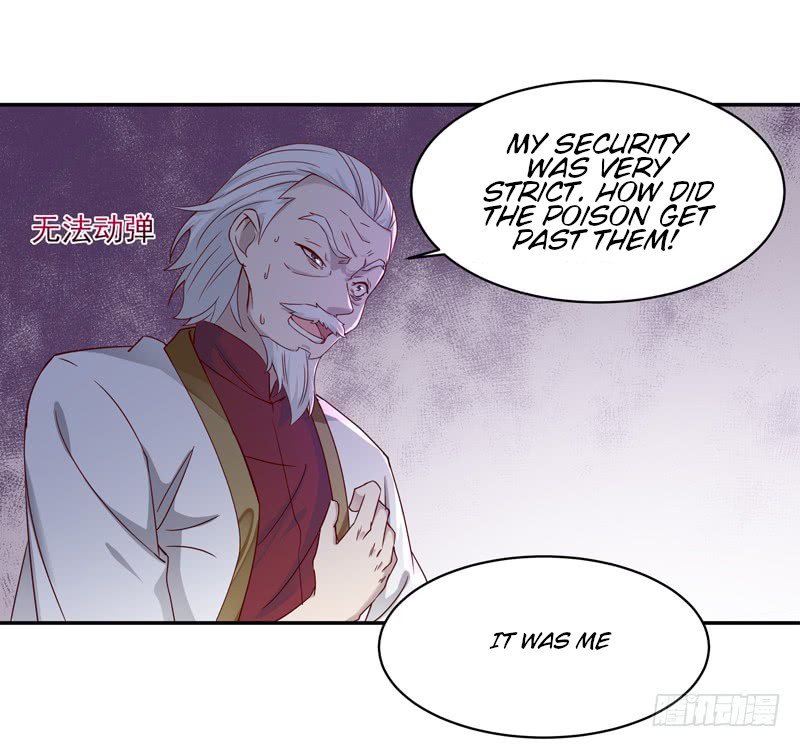 MY SECURITY
WAS VERY
STRICT. HOW DID
THE POISON GET
PAST THEM!
无法动弹
IT WAS ME
腾讯动漫